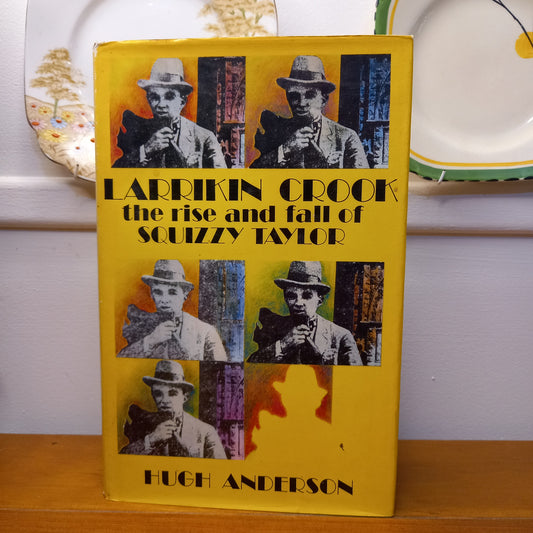 LARRIKIN CROOK
the rise and fall of
SQUIZZY TAYLOR
HUGH ANDERSON